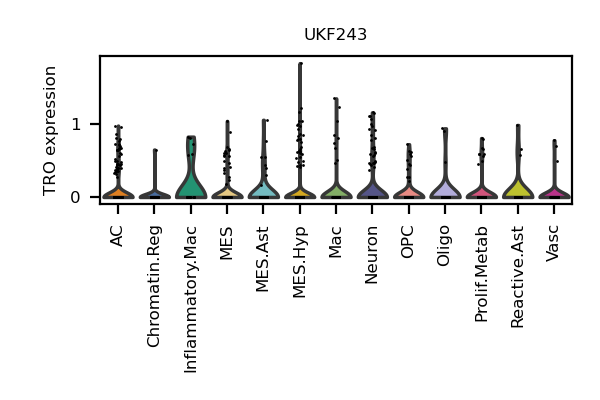 UKF243
TRO expression
1
0
AC
Chromatin.Reg
Inflammatory.Mac
MES
MES.Ast
MES.Hyp
Mac
Neuron
OPC
Oligo
Prolif.Metab
Reactive.Ast
Vasc